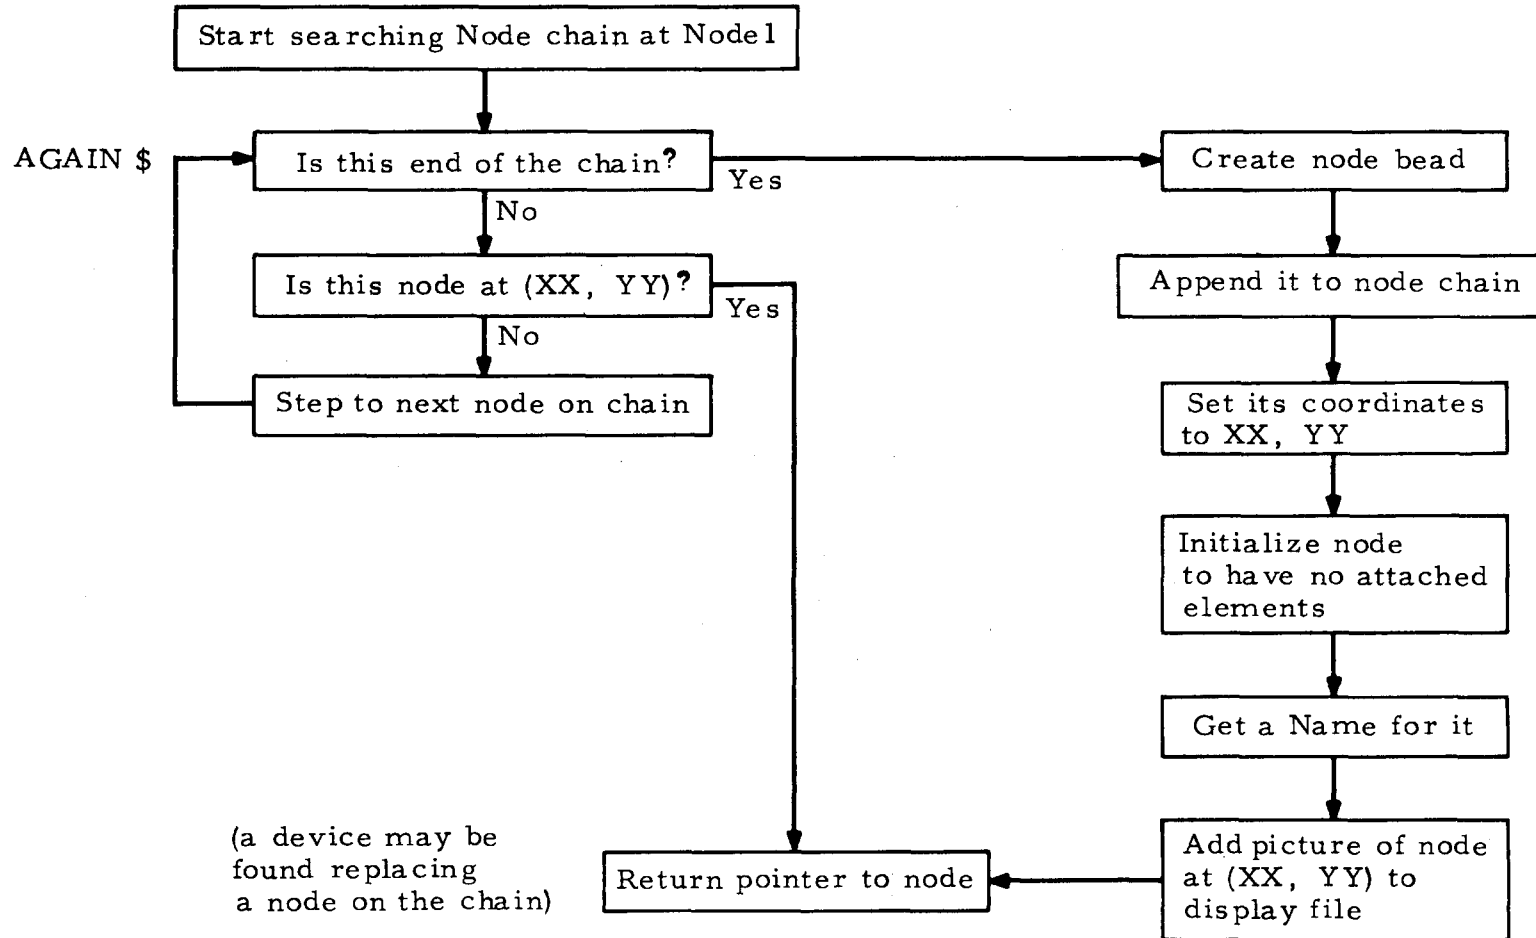 Start searching Node chain at Node1
AGAIN $
Is this end of the chain?
Yes
Create node bead
No
Is this node at (XX, YY)?
Yes
Append it to node chain
No
Step to next node on chain
Set its coordinates
to XX, YY
Initialize node
to have no attached
elements
Get a Name for it
(a device may be
found replacing
a node on the chain)
Return pointer to node
Add picture of node
at (XX, YY) to
display file